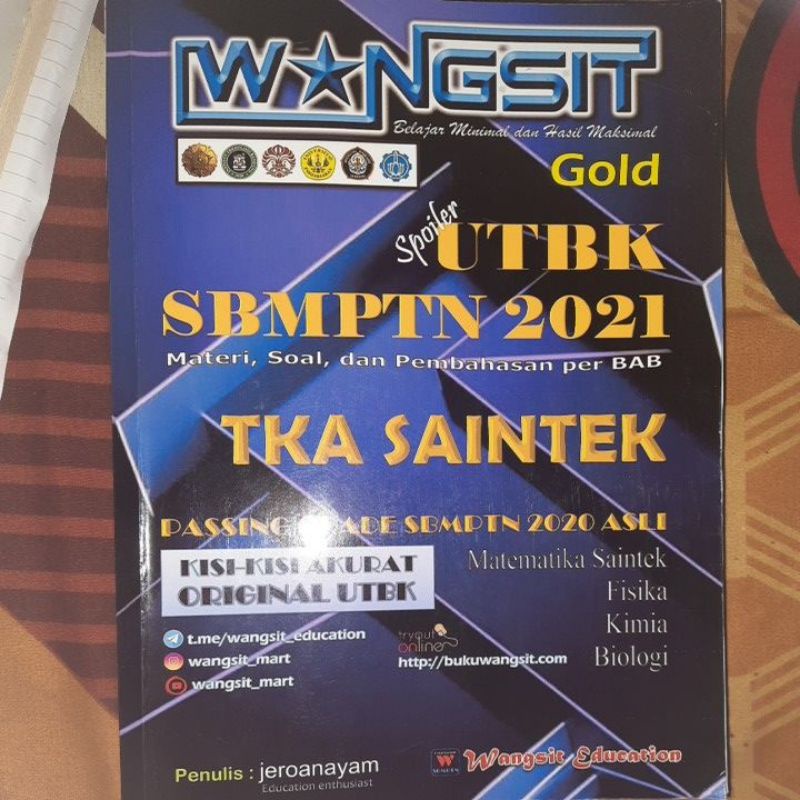 WANGSIT
Belajar Minimal dan Hasil Maksimal
Gold
Spoiler UTBK
SBMPTN 2021
Materi, Soal, dan Pembahasan per BAB
TKA SAINTEK
PASSING GRADE SBMPTN 2020 ASLI
KISI-KISI AKURAT
ORIGINAL UTBK
Matematika Saintek
Fisika
Kimia
Biologi
t.me/wangsit_education
wangsit_mart
wangsit_mart
tryout
online
http://bukuwangsit.com
Penulis : jeroanayam
Education enthusiast
W
Wangsit Education